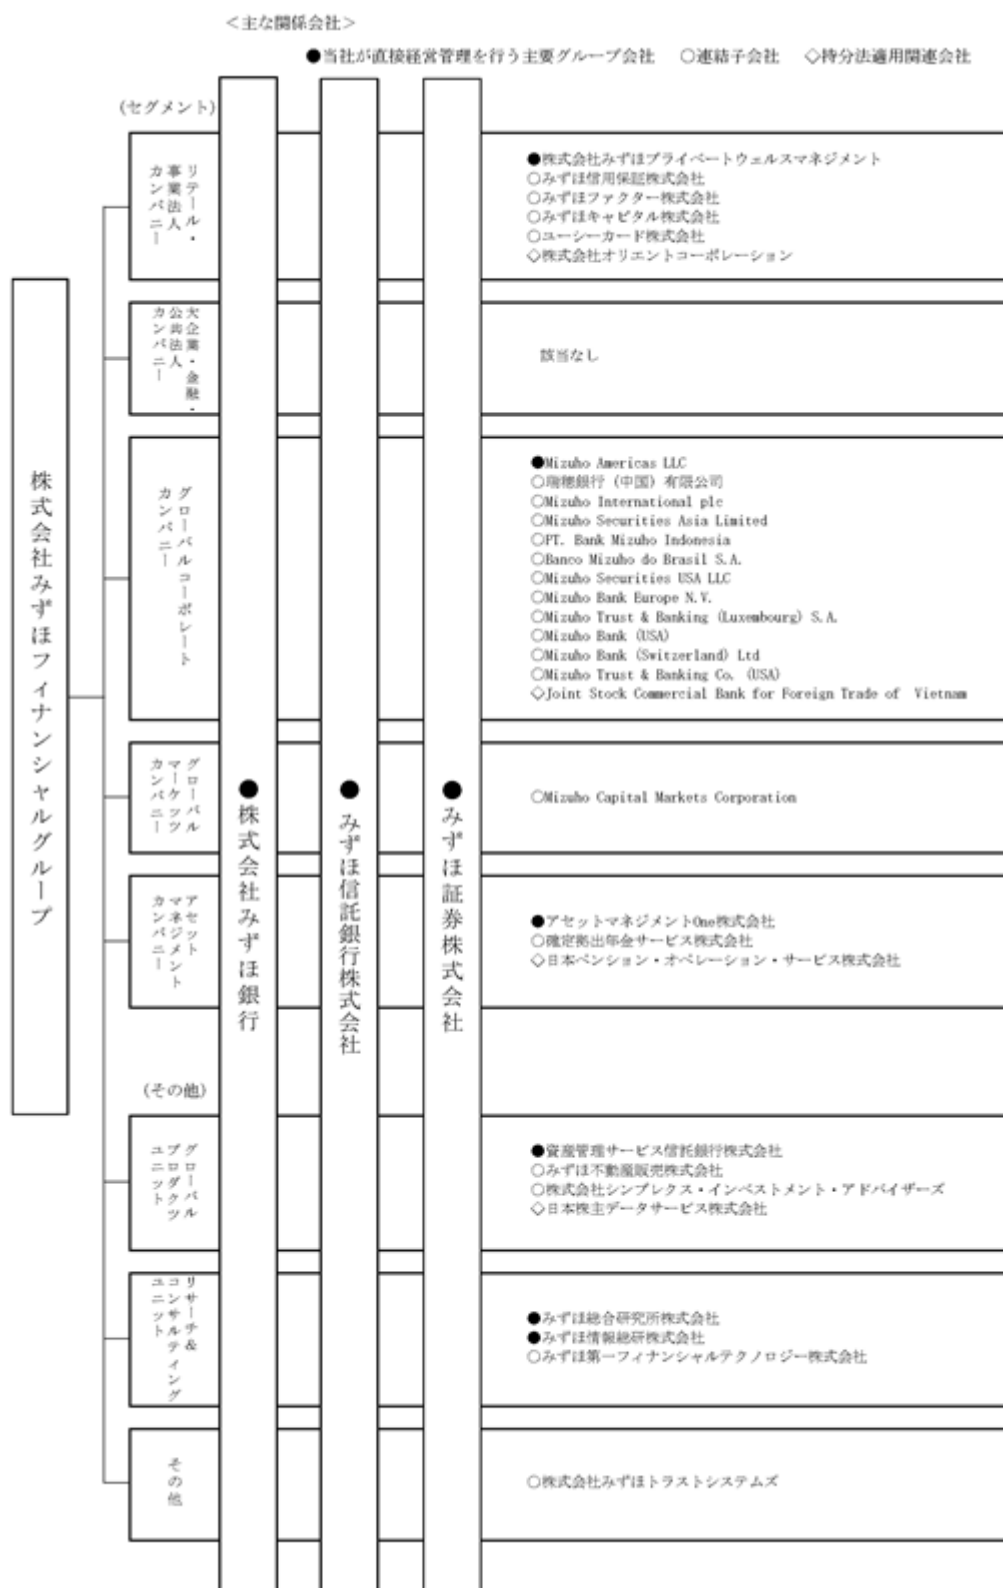 ＜主な関係会社＞
●当社が直接経営管理を行う主要グループ会社　○連結子会社　◇持分法適用関連会社
(セグメント)
株式会社みずほフィナンシャルグループ
●株式会社みずほ銀行
●みずほ信託銀行株式会社
●みずほ証券株式会社
リテール・
事業法人
カンパニー
●株式会社みずほプライベートウェルスマネジメント
○みずほ信用保証株式会社
○みずほファクター株式会社
○みずほキャピタル株式会社
○ユーシーカード株式会社
◇株式会社オリエントコーポレーション
大企業・金融・
公共法人
カンパニー
該当なし
グローバルコーポレート
カンパニー
●Mizuho Americas LLC
○瑞穂銀行（中国）有限公司
○Mizuho International plc
○Mizuho Securities Asia Limited
○PT. Bank Mizuho Indonesia
○Banco Mizuho do Brasil S.A.
○Mizuho Securities USA LLC
○Mizuho Bank Europe N.V.
○Mizuho Trust & Banking (Luxembourg) S.A.
○Mizuho Bank (USA)
○Mizuho Bank (Switzerland) Ltd
○Mizuho Trust & Banking Co. (USA)
◇Joint Stock Commercial Bank for Foreign Trade of Vietnam
グローバル
マーケッツ
カンパニー
○Mizuho Capital Markets Corporation
アセット
マネジメント
カンパニー
●アセットマネジメントOne株式会社
○確定拠出年金サービス株式会社
◇日本ペンション・オペレーション・サービス株式会社
(その他)
グローバル
プロダクツ
ユニット
●資産管理サービス信託銀行株式会社
○みずほ不動産販売株式会社
○株式会社シンプレクス・インベストメント・アドバイザーズ
◇日本株主データサービス株式会社
リサーチ&
コンサルティング
ユニット
●みずほ総合研究所株式会社
●みずほ情報総研株式会社
○みずほ第一フィナンシャルテクノロジー株式会社
その他
○株式会社みずほトラストシステムズ